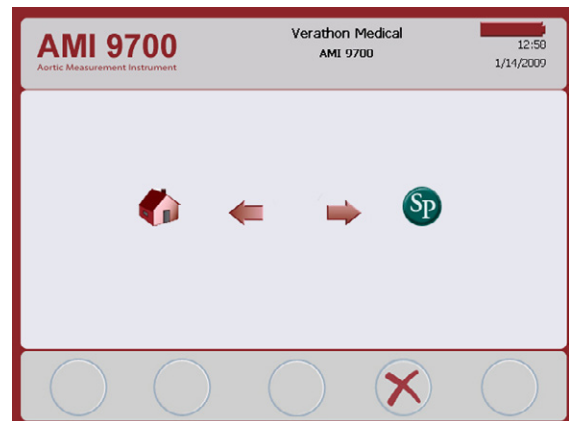 AMI 9700
Aortic Measurement Instrument
Verathon Medical
AMI 9700
12:50
1/14/2009
SP